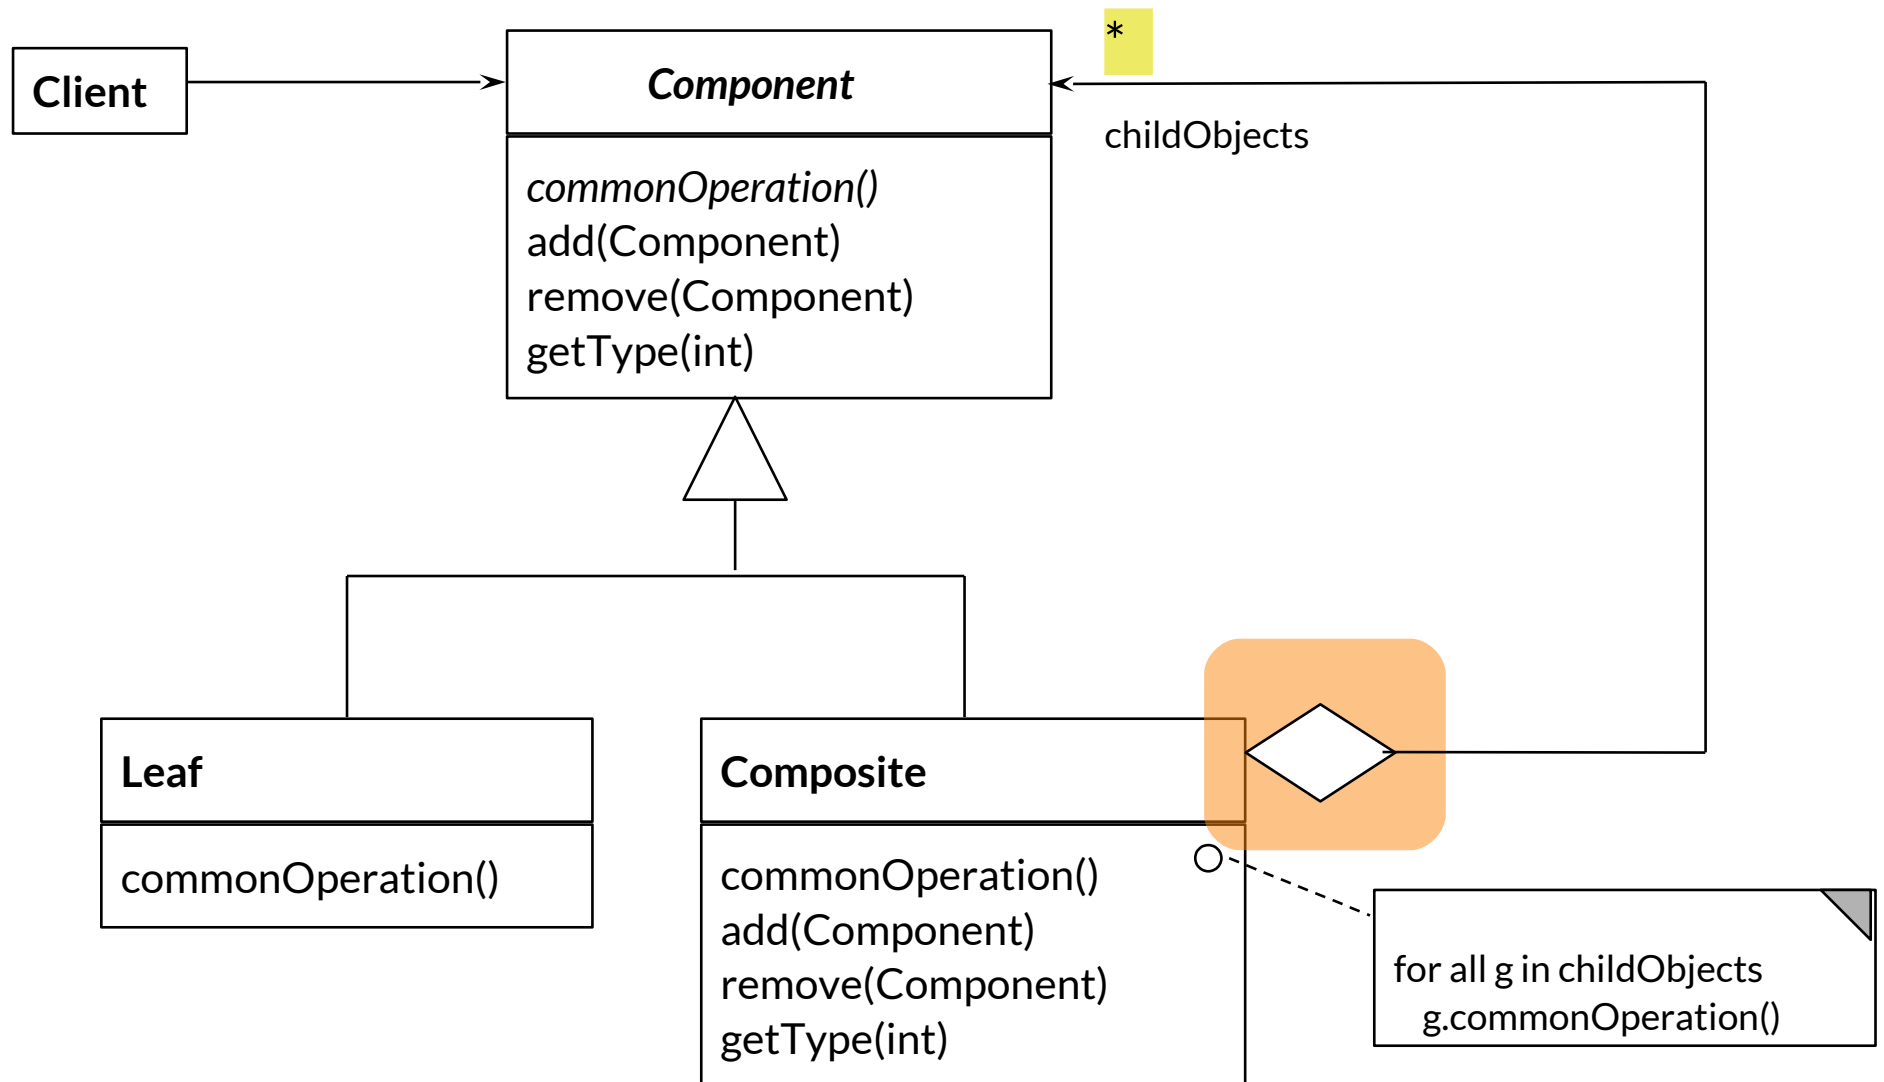 *
Client
Component
childObjects
commonOperation()
add(Component)
remove(Component)
getType(int)
Leaf
commonOperation()
Composite
commonOperation()
add(Component)
remove(Component)
getType(int)
for all g in childObjects
g.commonOperation()